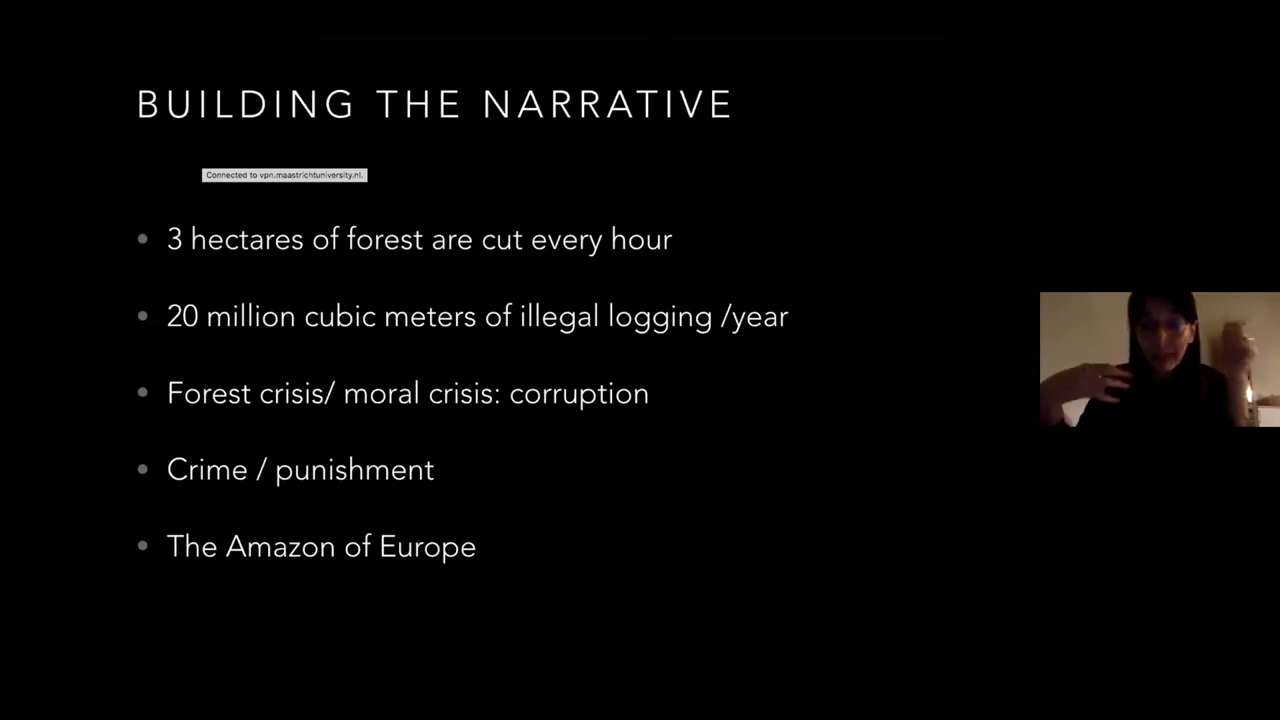 BUILDING THE NARRATIVE
Connected to vpn.maastrichtuniversity.nl.
• 3 hectares of forest are cut every hour
• 20 million cubic meters of illegal logging /year
• Forest crisis/ moral crisis: corruption
• Crime / punishment
• The Amazon of Europe